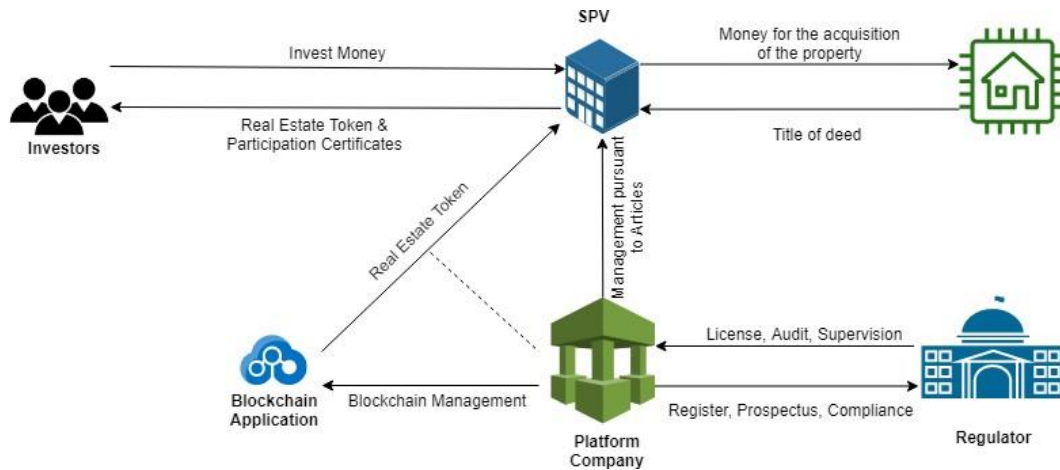 SPV
Invest Money
Money for the acquisition
of the property
Real Estate Token &
Participation Certificates
Investors
Title of deed
Management pursuant
to Articles
Real Estate Token
License, Audit, Supervision
Blockchain
Application
Blockchain Management
Register, Prospectus, Compliance
Platform
Company
Regulator